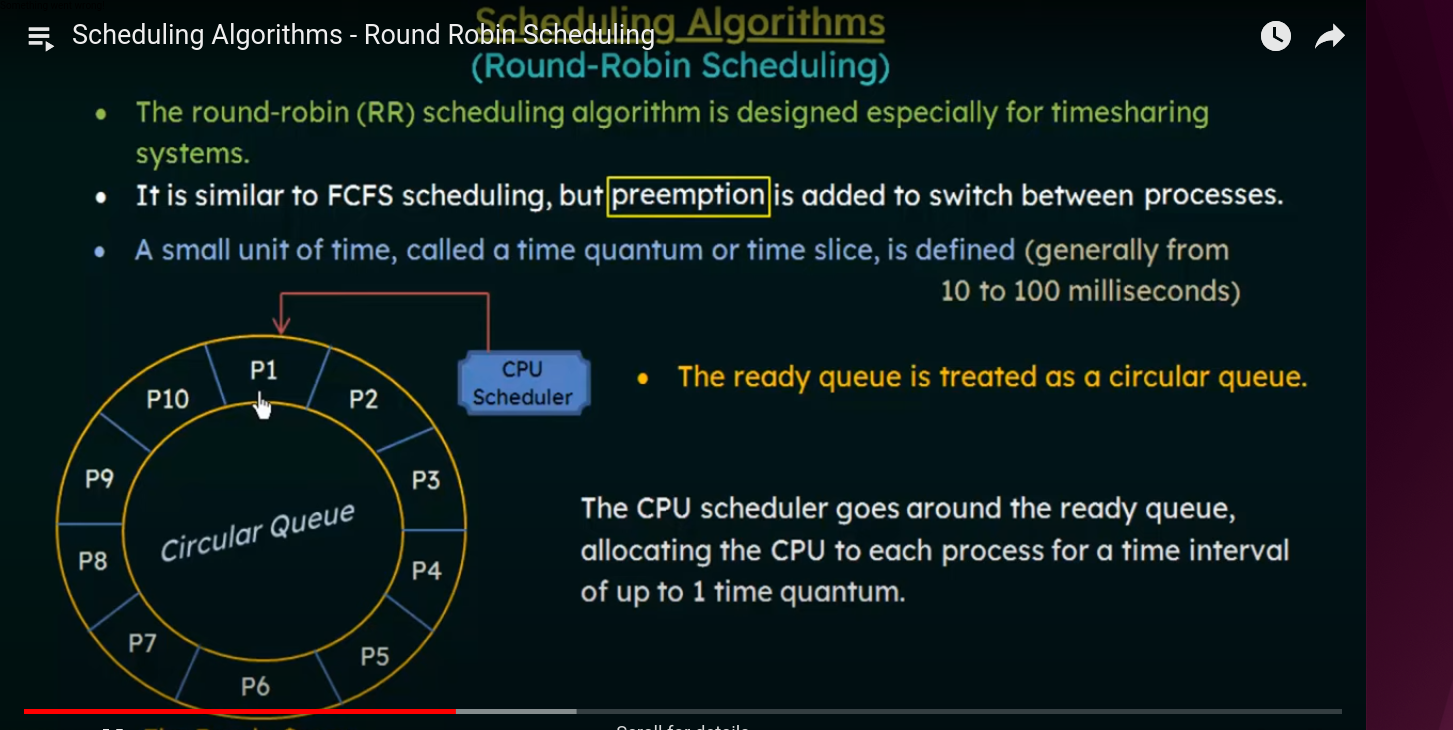 Scheduling Algorithms
Scheduling Algorithms - Round Robin Scheduling
(Round-Robin Scheduling)
The round-robin (RR) scheduling algorithm is designed especially for timesharing
systems.
It is similar to FCFS scheduling, but preemption is added to switch between processes.
A small unit of time, called a time quantum or time slice, is defined (generally from
10 to 100 milliseconds)
P1
P2
P3
P4
P5
P6
P7
P8
P9
P10
Circular Queue
CPU
Scheduler
The ready queue is treated as a circular queue.
The CPU scheduler goes around the ready queue,
allocating the CPU to each process for a time interval
of up to 1 time quantum.
Scroll for details